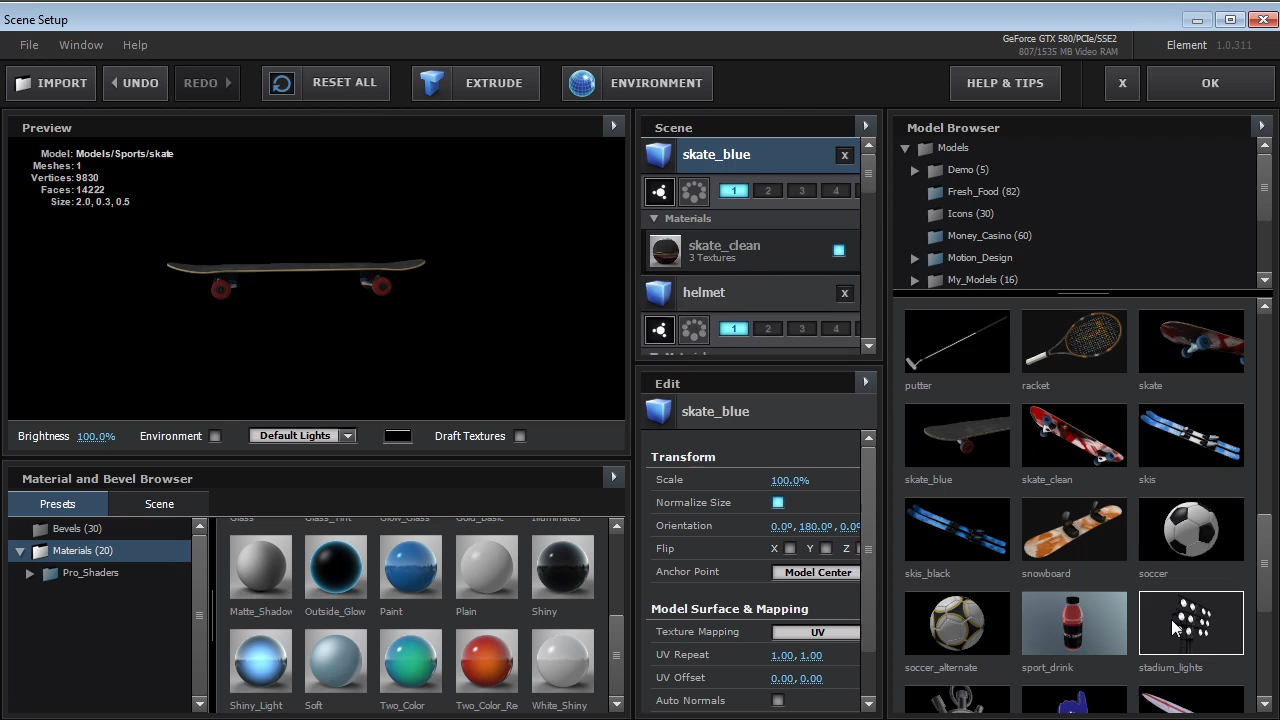 Scene Setup
File Window Help
GeForce GTX 580/PCIe/SSE2
807/1535 MB Video RAM
Element 1.0.311
IMPORT UNDO REDO RESET ALL EXTRUDE ENVIRONMENT HELP & TIPS X OK
Preview
Model: Models/Sports/skate
Meshes: 1
Vertices: 9830
Faces: 14222
Size: 2.0, 0.3, 0.5
Brightness 100.0% Environment Default Lights Draft Textures
Material and Bevel Browser
Presets Scene
Bevels (30)
Materials (20)
Pro_Shaders
Glass Glass_Tint Glow_Glass Gold_Basic Illuminated
Matte_Shadow Outside_Glow Paint Plain Shiny
Shiny_Light Soft Two_Color Two_Color_Re White_Shiny
Scene
skate_blue X
1 2 3 4
Materials
skate_clean
3 Textures
helmet X
1 2 3 4
Edit
skate_blue
Transform
Scale 100.0%
Normalize Size
Orientation 0.0º, 180.0º, 0.0º
Flip X Y Z
Anchor Point Model Center
Model Surface & Mapping
Texture Mapping UV
UV Repeat 1.00, 1.00
UV Offset 0.00, 0.00
Auto Normals
Model Browser
Models
Demo (5)
Fresh_Food (82)
Icons (30)
Money_Casino (60)
Motion_Design
My_Models (16)
putter racket skate
skate_blue skate_clean skis
skis_black snowboard soccer
soccer_alternate sport_drink stadium_lights